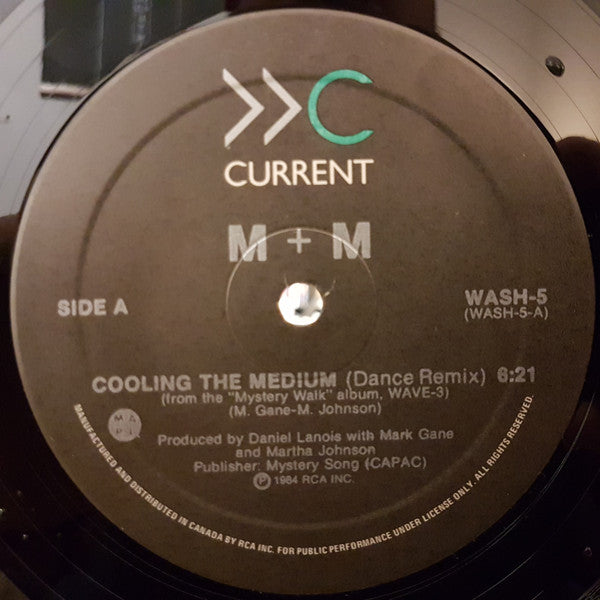 >>C
CURRENT
M + M
SIDE A
WASH-5
(WASH-5-A)
COOLING THE MEDIUM (Dance Remix) 6:21
(from the "Mystery Walk" album, WAVE-3)
(M. Gane-M. Johnson)
MAPL
Produced by Daniel Lanois with Mark Gane
and Martha Johnson
Publisher: Mystery Song (CAPAC)
℗ 1984 RCA INC.
MANUFACTURED AND DISTRIBUTED IN CANADA BY RCA INC. FOR PUBLIC PERFORMANCE UNDER LICENSE ONLY. ALL RIGHTS RESERVED.